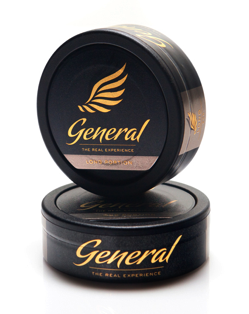 General
THE REAL EXPERIENCE
General
THE REAL EXPERIENCE